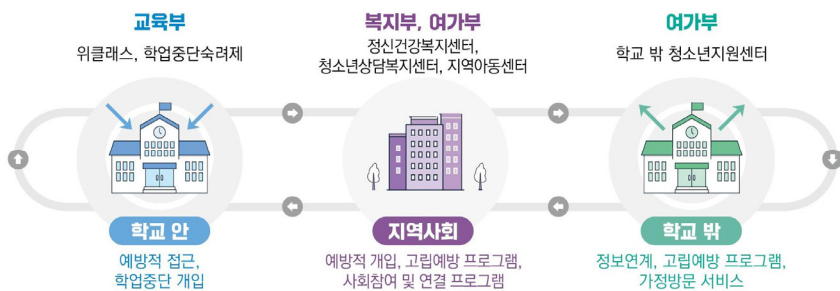 교육부
위클래스, 학업중단숙려제
복지부, 여가부
정신건강복지센터,
청소년상담복지센터, 지역아동센터
여가부
학교 밖 청소년지원센터
학교 안
예방적 접근,
학업중단 개입
지역사회
예방적 개입, 고립예방 프로그램,
사회참여 및 연결 프로그램
학교 밖
정보연계, 고립예방 프로그램,
가정방문 서비스